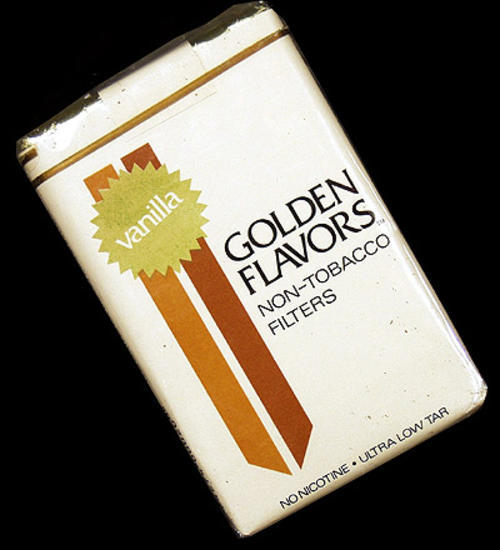 vanilla
GOLDEN
FLAVORS™
NON-TOBACCO
FILTERS
NO NICOTINE • ULTRA LOW TAR